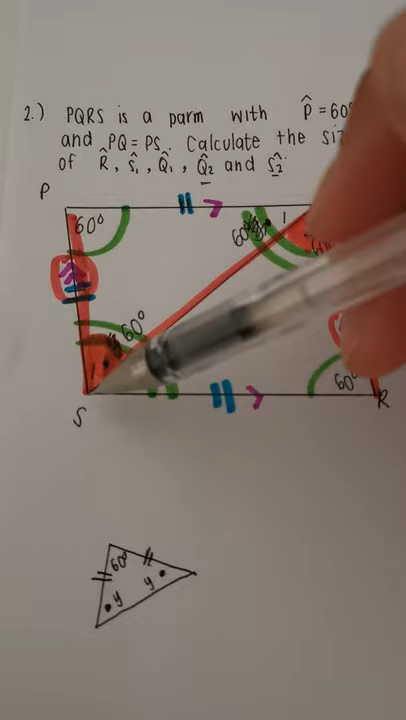 2.) PQRS is a parm with P̂ = 60°
and PQ = PS. Calculate the
of R̂, Ŝ₁, Q̂₁, Q̂₂ and Ŝ₂.
P
60°
1
60°
60°
60°
R
S
60°
y
y